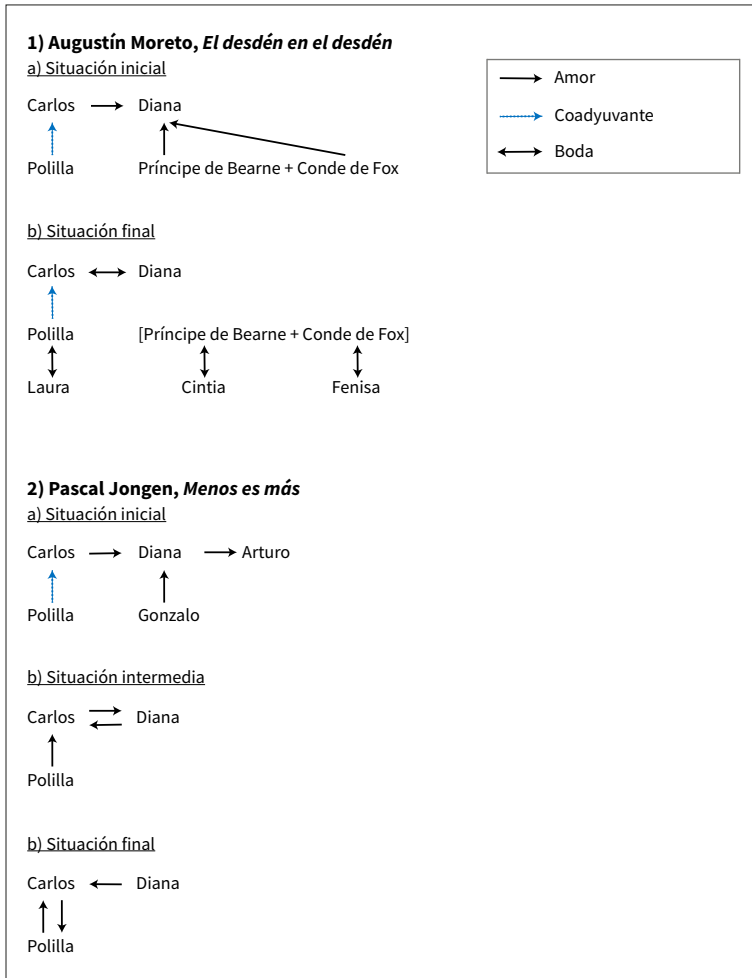 1) Augustín Moreto, El desdén en el desdén
a) Situación inicial
Amor
Coadyuvante
Boda
Carlos Diana
Polilla Príncipe de Bearne + Conde de Fox
b) Situación final
Carlos Diana
Polilla [Príncipe de Bearne + Conde de Fox]
Laura Cintia Fenisa
2) Pascal Jongen, Menos es más
a) Situación inicial
Carlos Diana Arturo
Polilla Gonzalo
b) Situación intermedia
Carlos Diana
Polilla
b) Situación final
Carlos Diana
Polilla